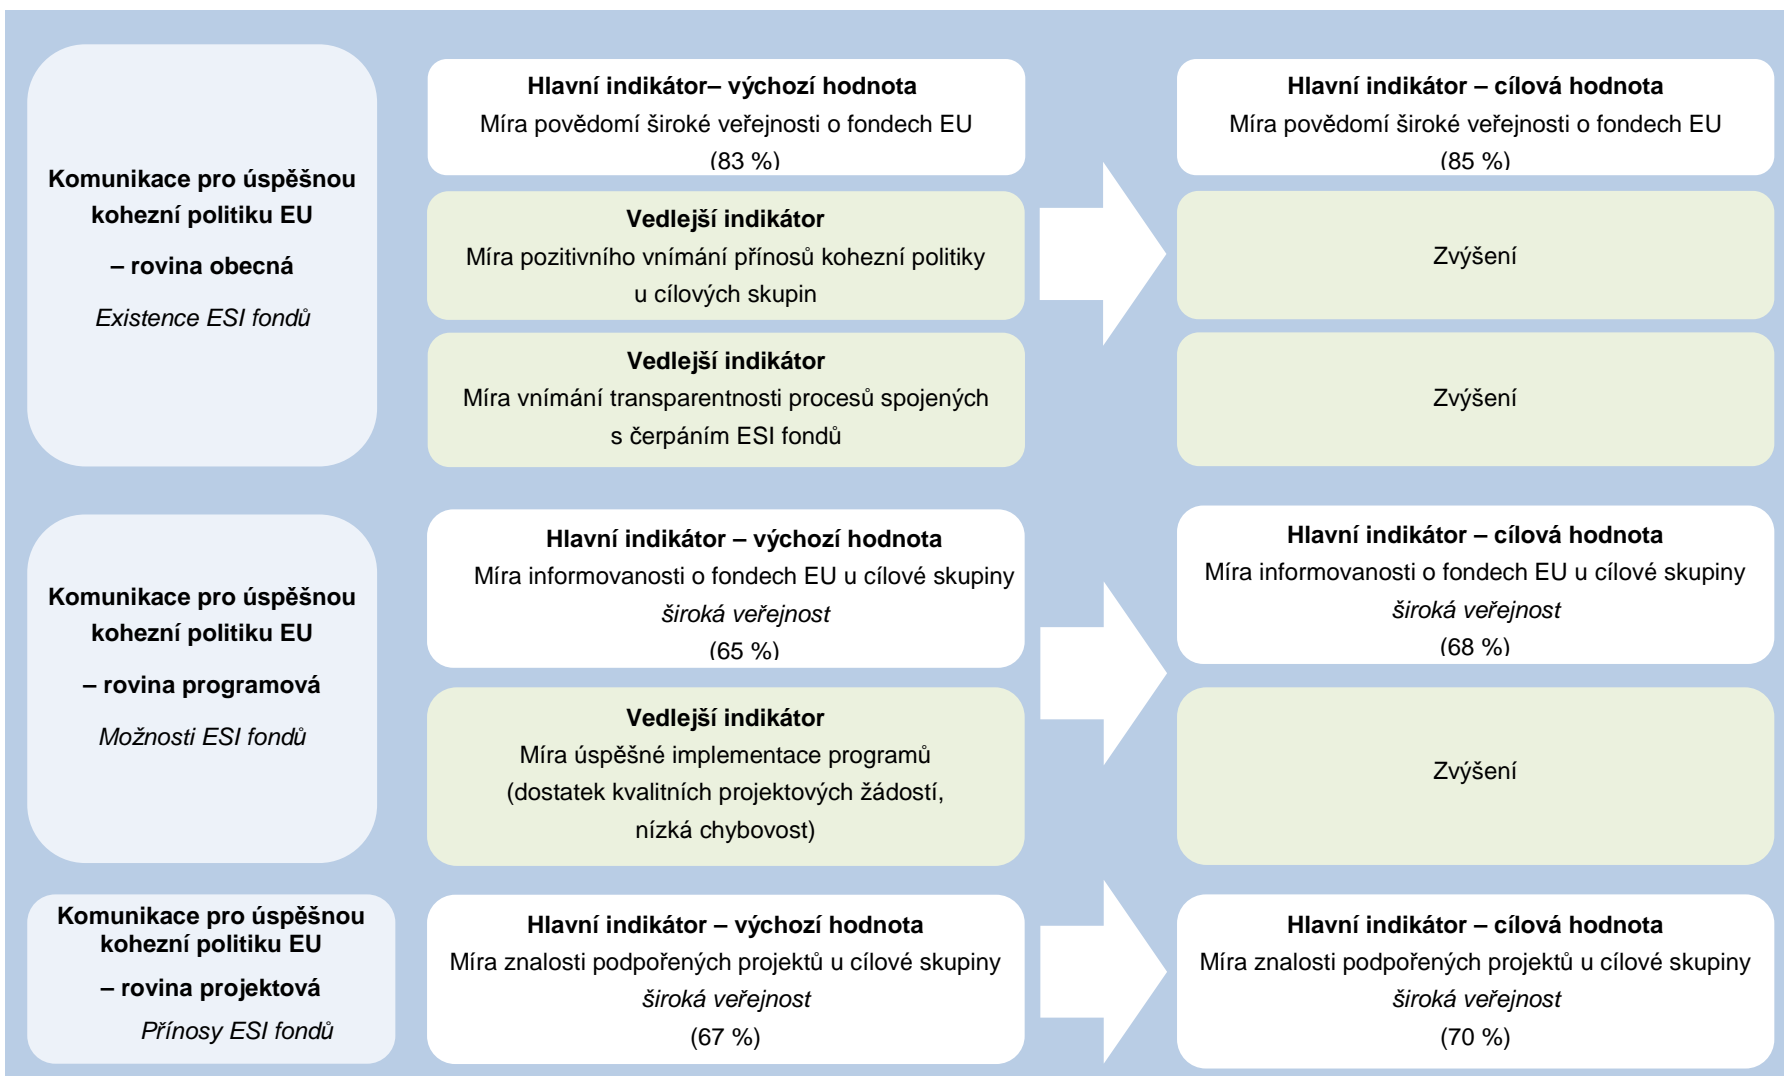 Komunikace pro úspěšnou
kohezní politiku EU
– rovina obecná
Existence ESI fondů
Hlavní indikátor– výchozí hodnota
Míra povědomí široké veřejnosti o fondech EU
(83 %)
Hlavní indikátor – cílová hodnota
Míra povědomí široké veřejnosti o fondech EU
(85 %)
Vedlejší indikátor
Míra pozitivního vnímání přínosů kohezní politiky
u cílových skupin
Zvýšení
Vedlejší indikátor
Míra vnímání transparentnosti procesů spojených
s čerpáním ESI fondů
Zvýšení
Komunikace pro úspěšnou
kohezní politiku EU
– rovina programová
Možnosti ESI fondů
Hlavní indikátor – výchozí hodnota
Míra informovanosti o fondech EU u cílové skupiny
široká veřejnost
(65 %)
Hlavní indikátor – cílová hodnota
Míra informovanosti o fondech EU u cílové skupiny
široká veřejnost
(68 %)
Vedlejší indikátor
Míra úspěšné implementace programů
(dostatek kvalitních projektových žádostí,
nízká chybovost)
Zvýšení
Komunikace pro úspěšnou
kohezní politiku EU
– rovina projektová
Přínosy ESI fondů
Hlavní indikátor – výchozí hodnota
Míra znalosti podpořených projektů u cílové skupiny
široká veřejnost
(67 %)
Hlavní indikátor – cílová hodnota
Míra znalosti podpořených projektů u cílové skupiny
široká veřejnost
(70 %)